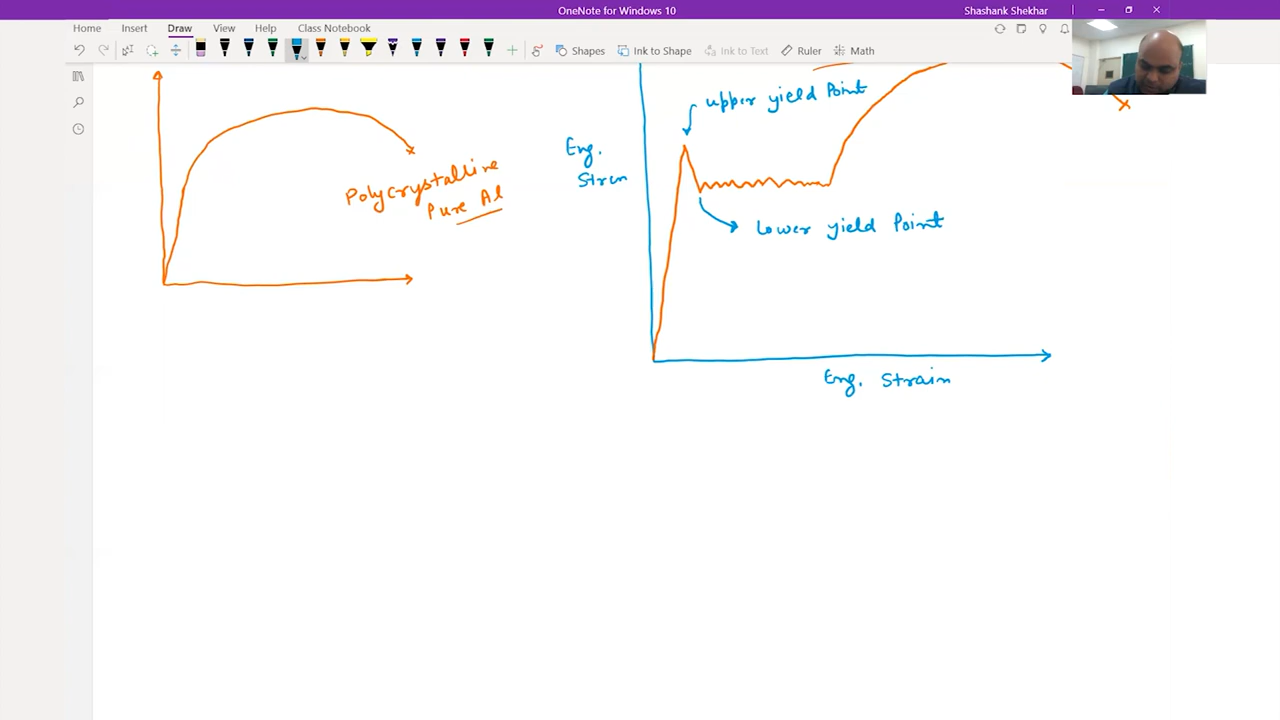 OneNote for Windows 10
Shashank Shekhar
Home Insert Draw View Help Class Notebook
Shapes Ink to Shape Ink to Text Ruler Math
upper yield Point
Eng.
Stren
Polycrystalline
Pure Al
Lower yield Point
Eng. Strain